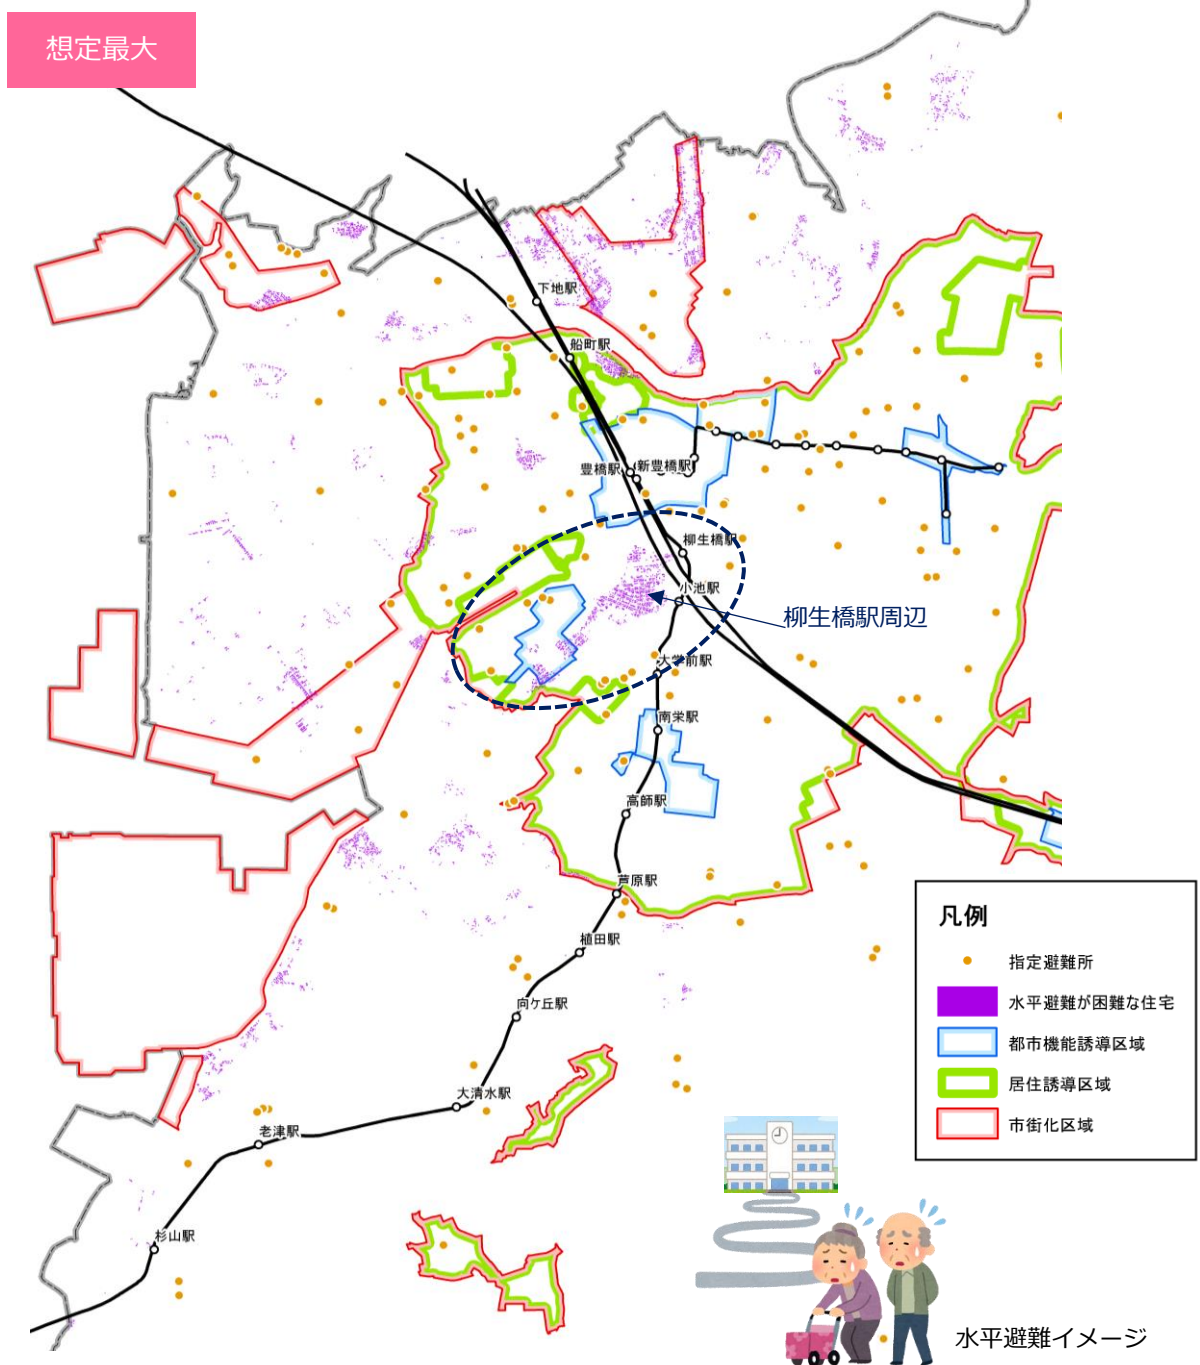 想定最大
下地駅
船町駅
豊橋駅
新豊橋駅
柳生橋駅
小池駅
柳生橋駅周辺
大学前駅
南栄駅
高師駅
芦原駅
植田駅
向ケ丘駅
大清水駅
老津駅
杉山駅
凡例
指定避難所
水平避難が困難な住宅
都市機能誘導区域
居住誘導区域
市街化区域
水平避難イメージ